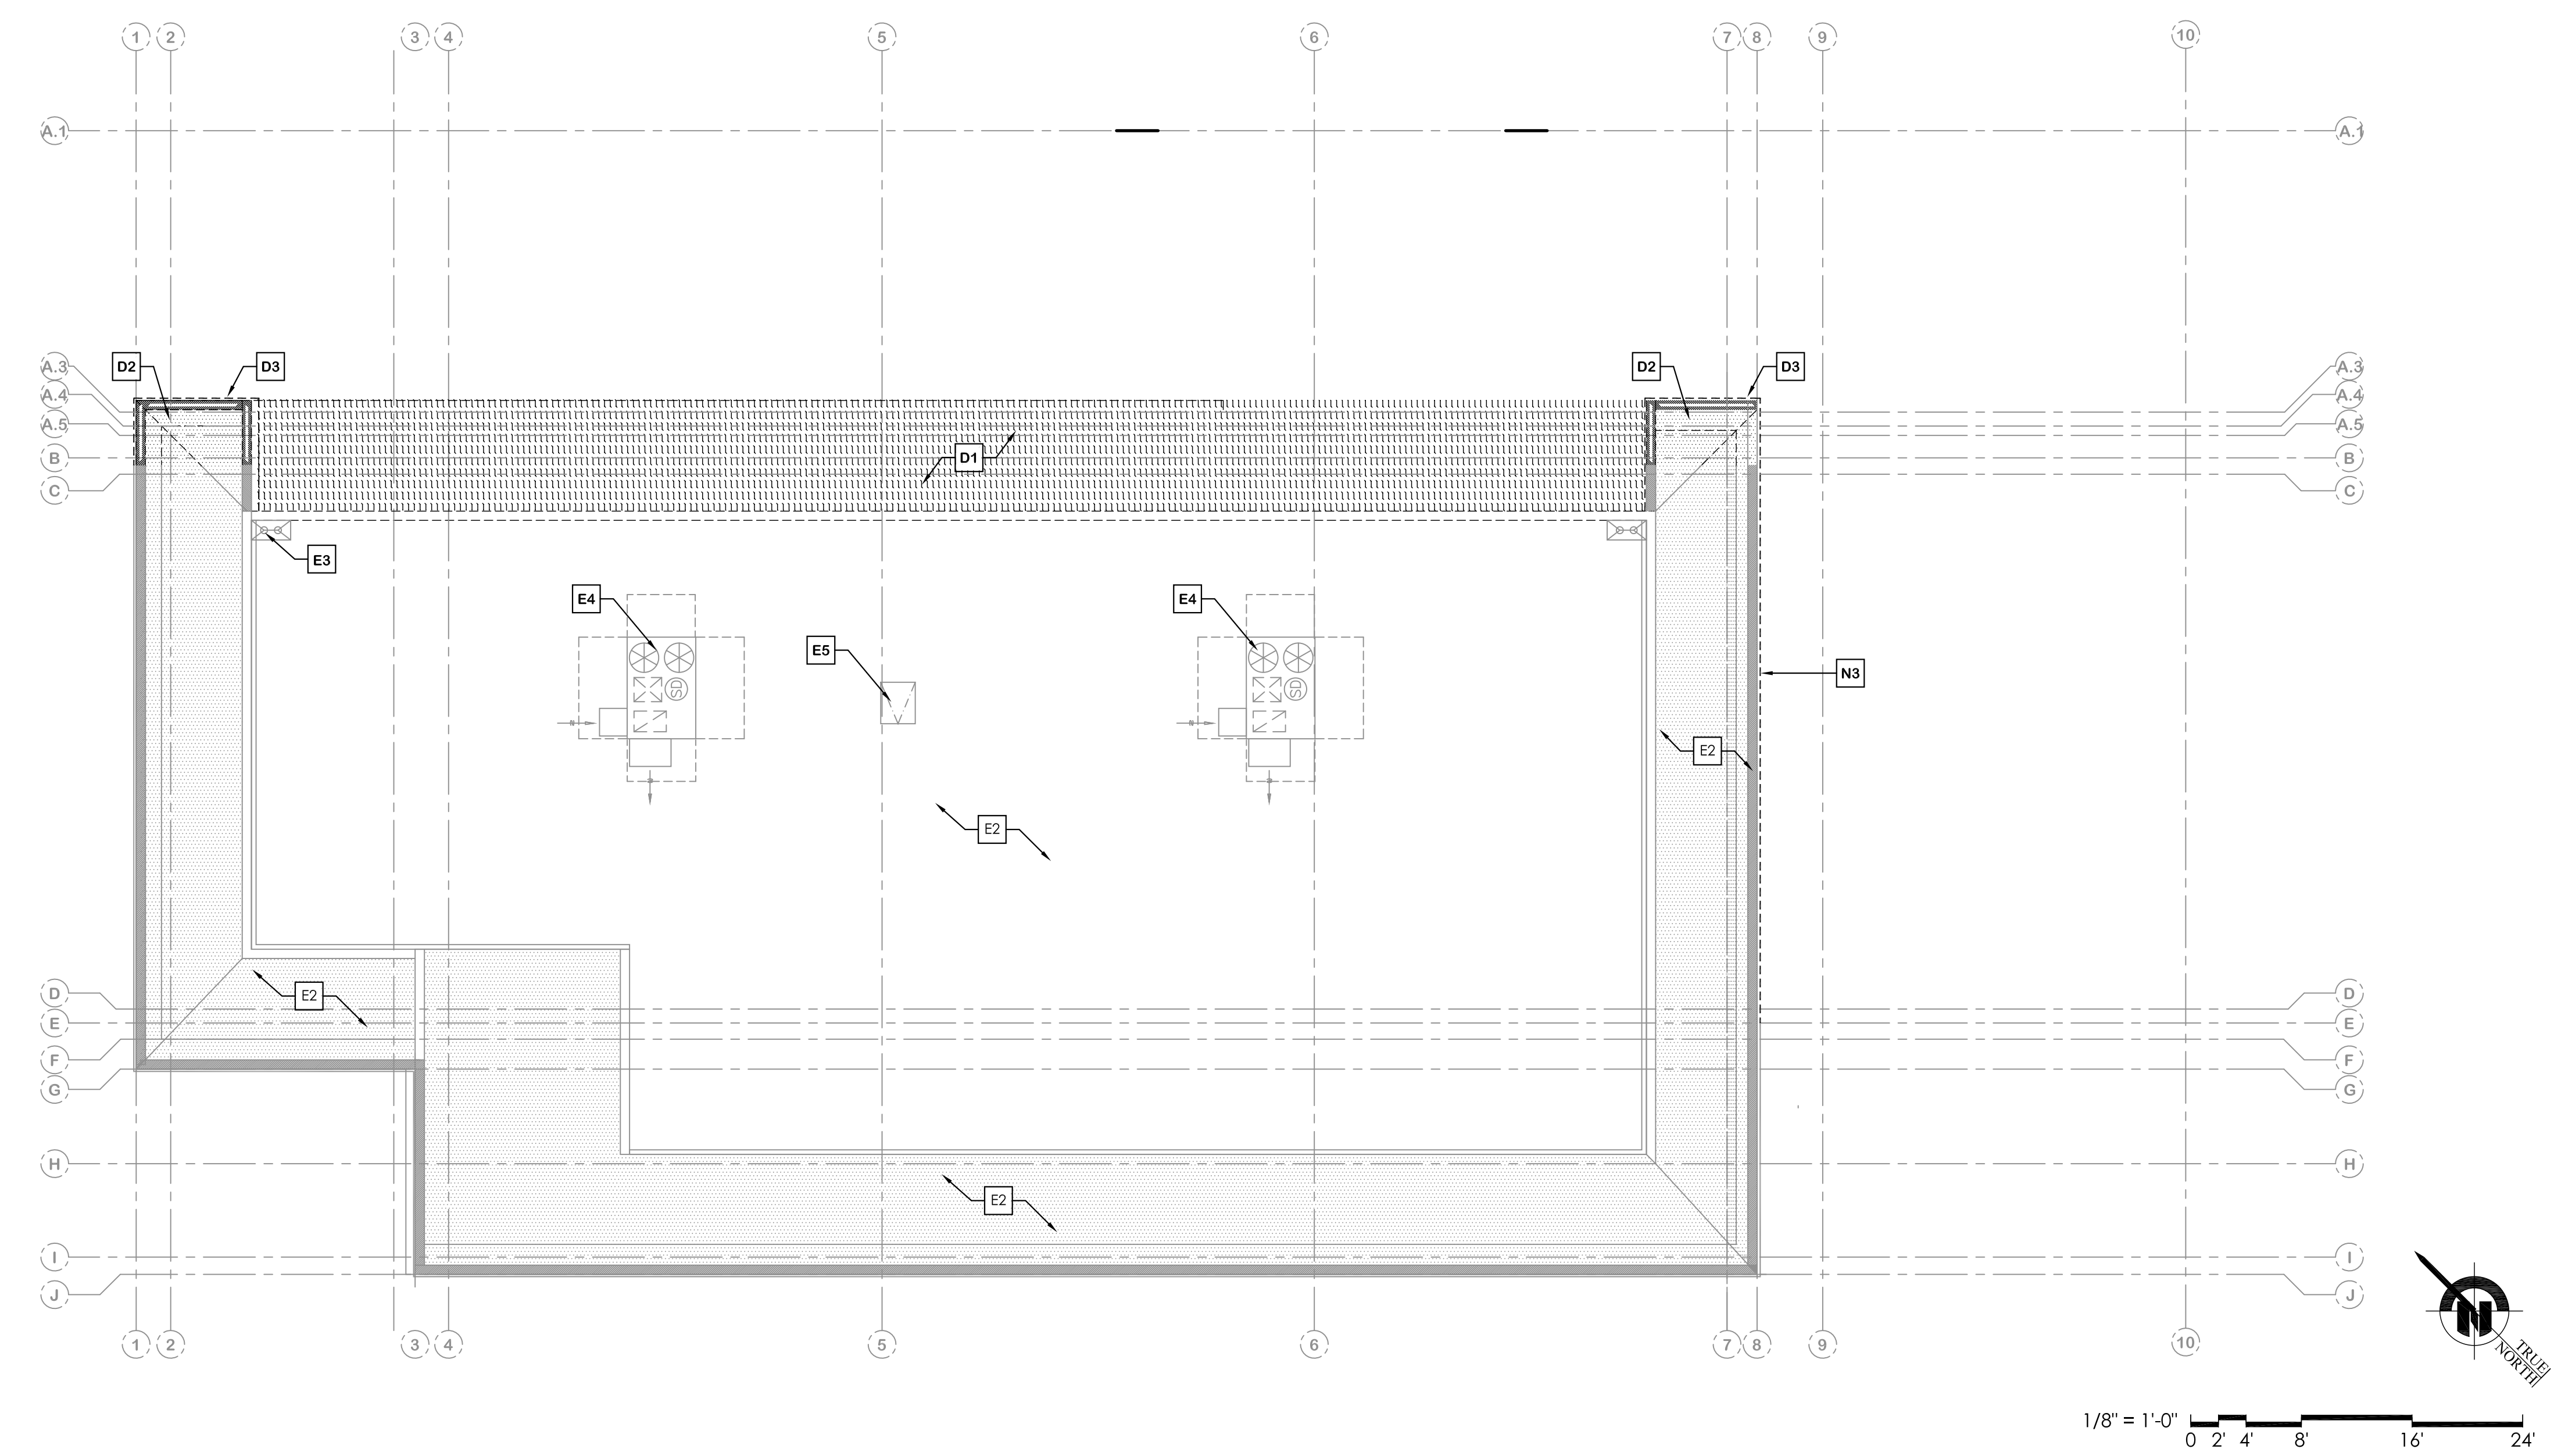 1 2 3 4 5 6 7 8 9 10
A.1 A.1
A.3 D2 D3 D2 D3 A.3
A.4 A.4
A.5 A.5
B D1 B
C C
E3
E4 E4
E5
N3
SD SD
E2
E2
D E2 D
E E
F F
G G
H H
E2
I I
J J
1 2 3 4 5 6 7 8 9 10
N
TRUE
NORTH
1/8" = 1'-0"
0 2' 4' 8' 16' 24'